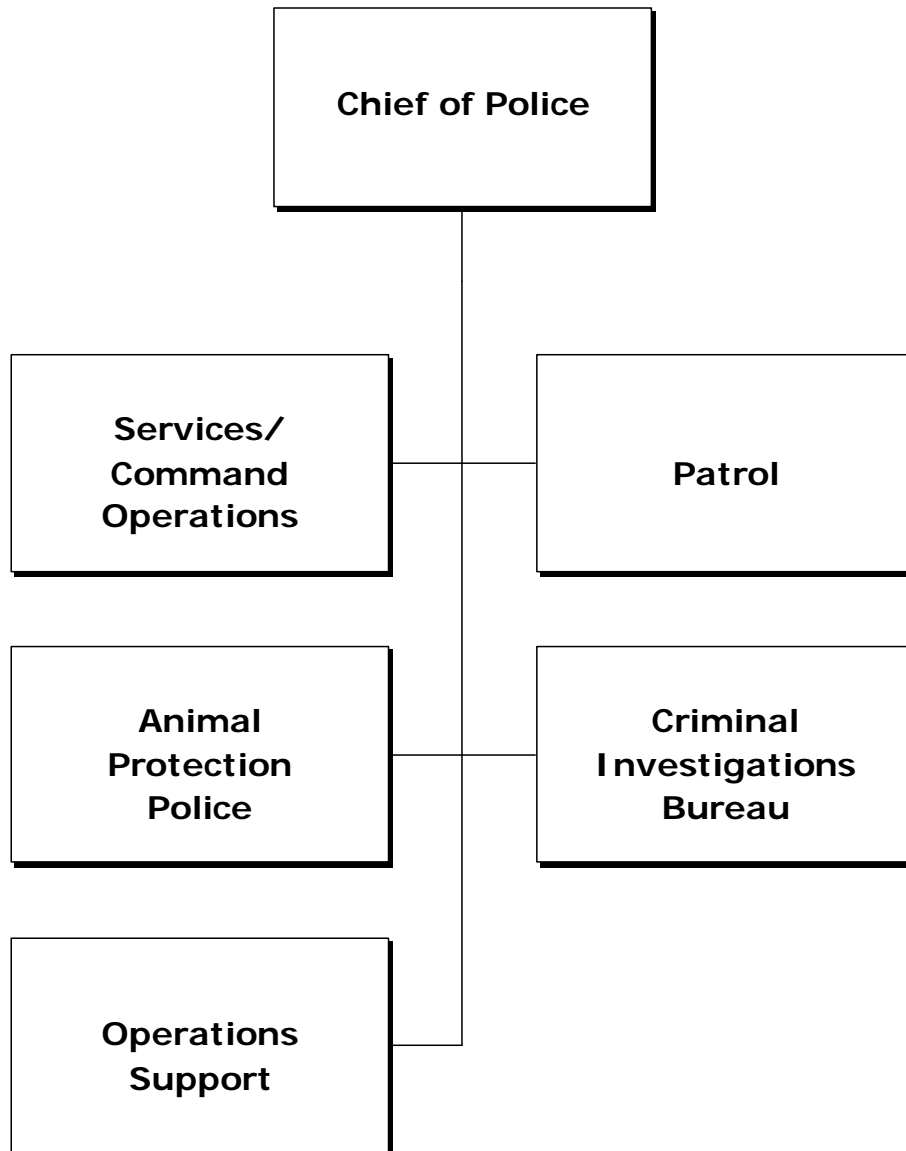 Chief of Police
Services/
Command
Operations
Patrol
Animal
Protection
Police
Criminal
Investigations
Bureau
Operations
Support